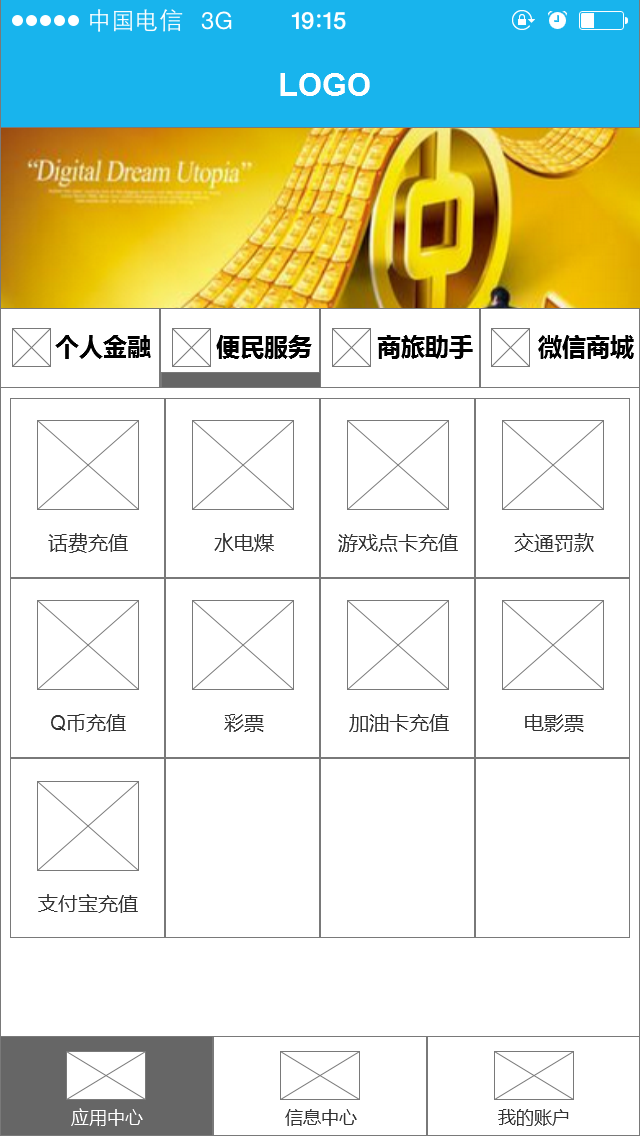 中国电信 3G 19:15
LOGO
“Digital Dream Utopia”
个人金融 便民服务 商旅助手 微信商城
话费充值 水电煤 游戏点卡充值 交通罚款
Q币充值 彩票 加油卡充值 电影票
支付宝充值
应用中心 信息中心 我的账户